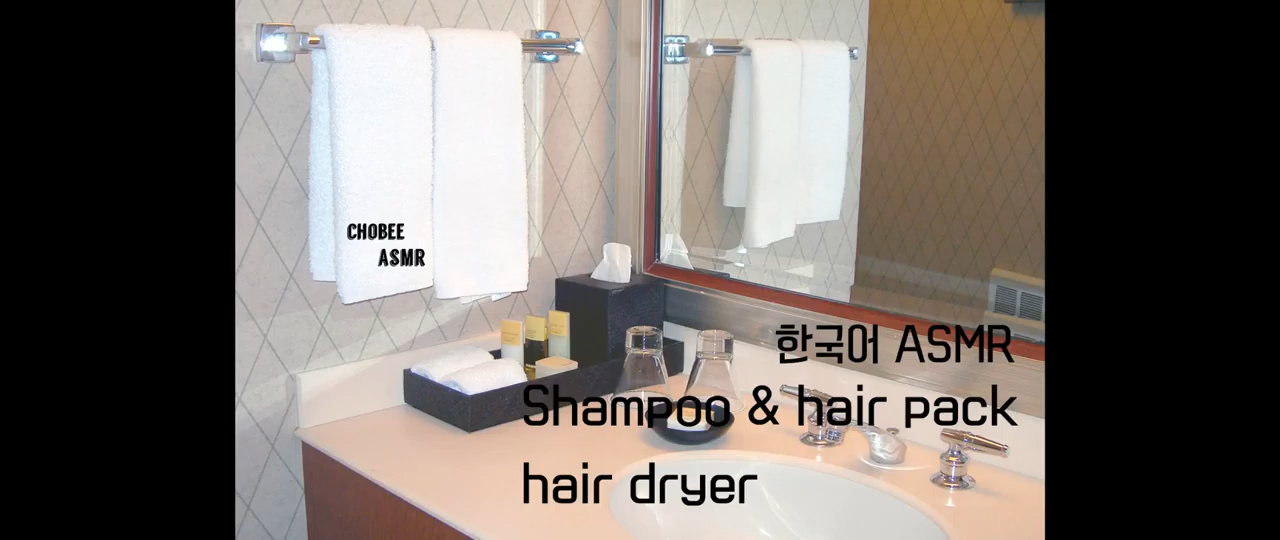 CHOBEE
ASMR
한국어 ASMR
Shampoo & hair pack
hair dryer